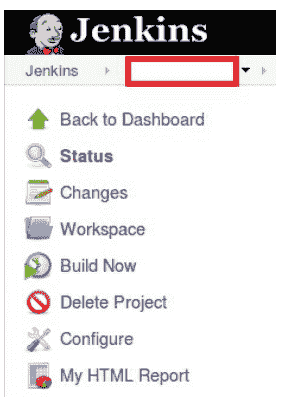 Jenkins
Jenkins
Back to Dashboard
Status
Changes
Workspace
Build Now
Delete Project
Configure
My HTML Report